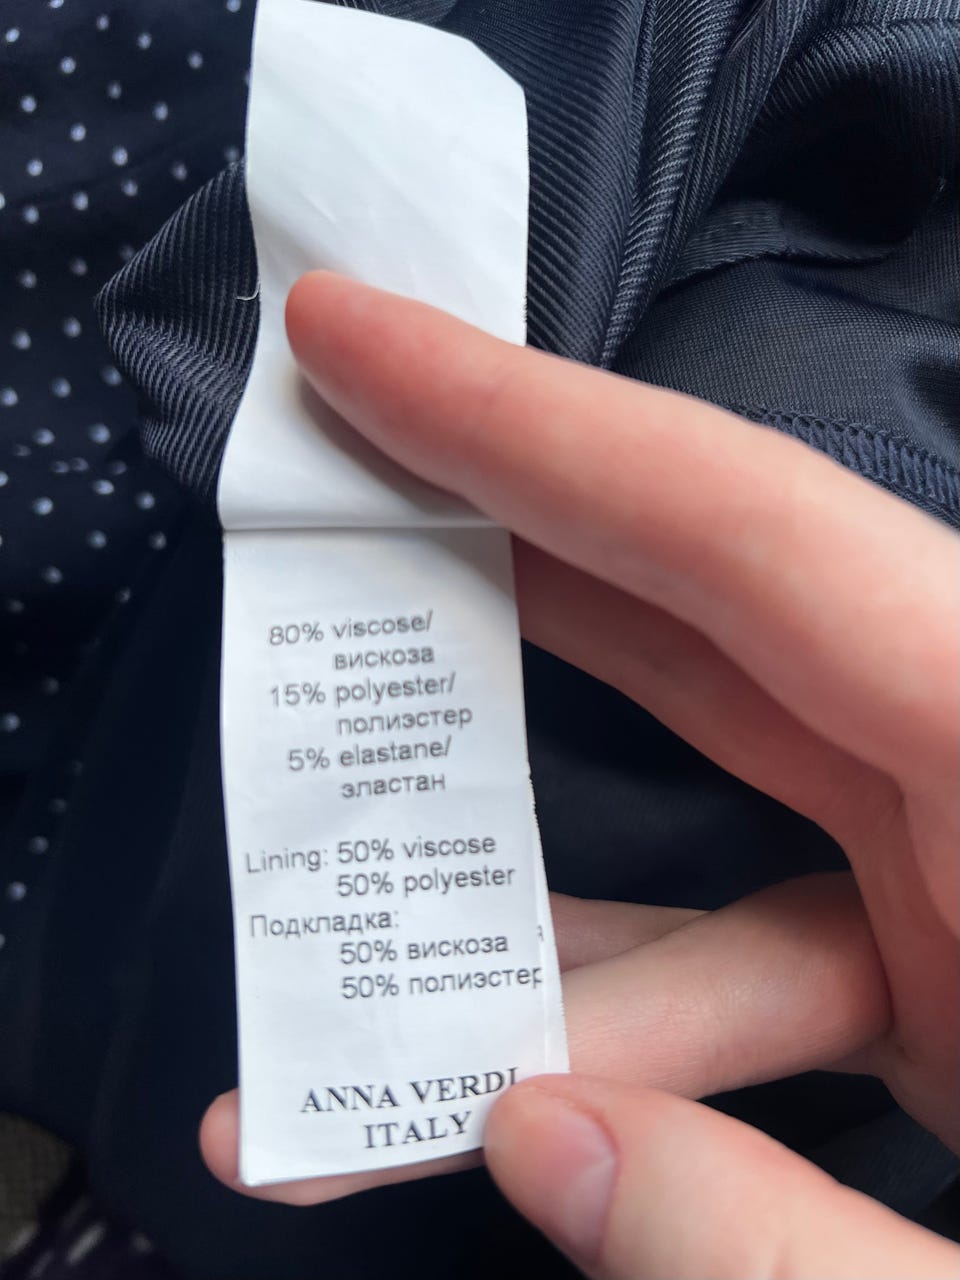 80% viscose/
вискоза
15% polyester/
полиэстер
5% elastane/
эластан
Lining: 50% viscose
50% polyester
Подкладка:
50% вискоза
50% полиэстер
ANNA VERDI
ITALY